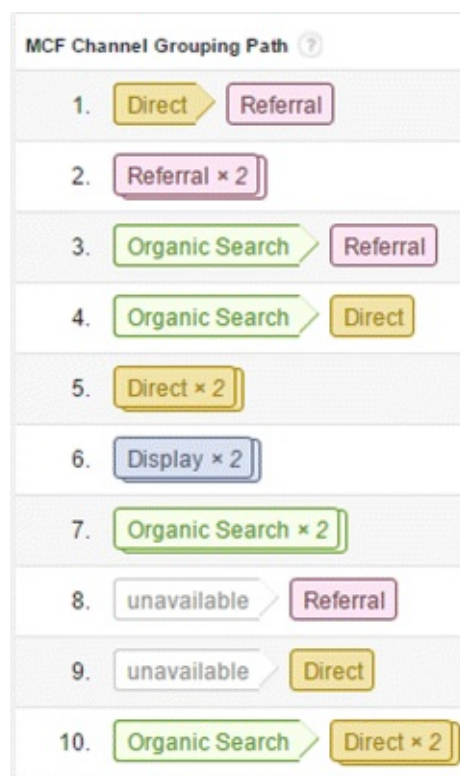 MCF Channel Grouping Path ?
1. Direct Referral
2. Referral × 2
3. Organic Search Referral
4. Organic Search Direct
5. Direct × 2
6. Display × 2
7. Organic Search × 2
8. unavailable Referral
9. unavailable Direct
10. Organic Search Direct × 2